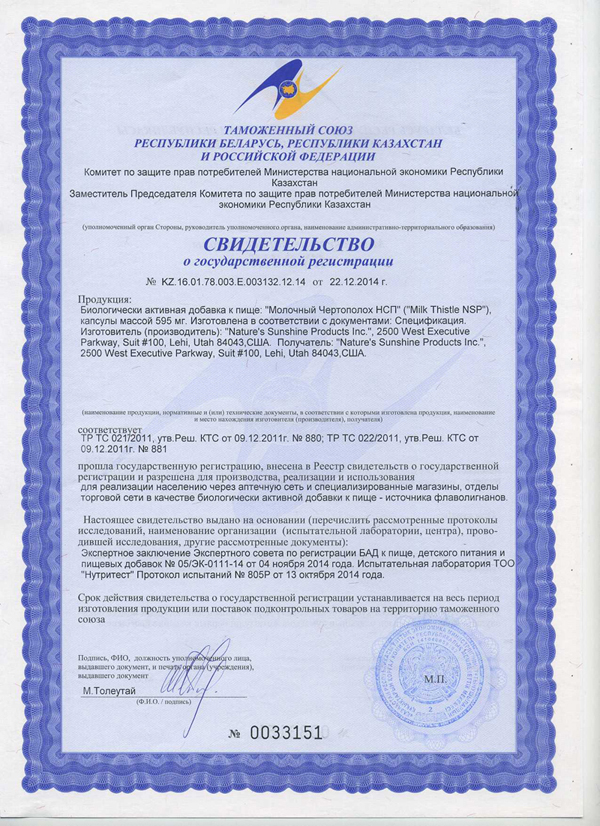 ТАМОЖЕННЫЙ СОЮЗ
РЕСПУБЛИКИ БЕЛАРУСЬ, РЕСПУБЛИКИ КАЗАХСТАН
И РОССИЙСКОЙ ФЕДЕРАЦИИ
Комитет по защите прав потребителей Министерства национальной экономики Республики
Казахстан
Заместитель Председателя Комитета по защите прав потребителей Министерства национальной
экономики Республики Казахстан
(уполномоченный орган Стороны, руководитель уполномоченного органа, наименование административно-территориального образования)
СВИДЕТЕЛЬСТВО
о государственной регистрации
№ KZ.16.01.78.003.E.003132.12.14 от 22.12.2014 г.
Продукция:
Биологически активная добавка к пище: "Молочный Чертополох НСП" ("Milk Thistle NSP"),
капсулы массой 595 мг. Изготовлена в соответствии с документами: Спецификация.
Изготовитель (производитель): "Nature's Sunshine Products Inc.", 2500 West Executive
Parkway, Suit #100, Lehi, Utah 84043,США. Получатель: "Nature's Sunshine Products Inc.",
2500 West Executive Parkway, Suit #100, Lehi, Utah 84043,США.
(наименование продукции, нормативные и (или) технические документы, в соответствии с которыми изготовлена продукция, наименование
и место нахождения изготовителя (производителя), получателя)
соответствует
ТР ТС 021/2011, утв.Реш. КТС от 09.12.2011г. № 880; ТР ТС 022/2011, утв.Реш. КТС от
09.12.2011г. № 881
прошла государственную регистрацию, внесена в Реестр свидетельств о государственной
регистрации и разрешена для производства, реализации и использования
для реализации населению через аптечную сеть и специализированные магазины, отделы
торговой сети в качестве биологически активной добавки к пище - источника флаволигнанов.
Настоящее свидетельство выдано на основании (перечислить рассмотренные протоколы
исследований, наименование организации (испытательной лаборатории, центра), прово-
дившей исследования, другие рассмотренные документы):
Экспертное заключение Экспертного совета по регистрации БАД к пище, детского питания и
пищевых добавок № 05/ЭК-0111-14 от 04 ноября 2014 года. Испытательная лаборатория ТОО
"Нутритест" Протокол испытаний № 805Р от 13 октября 2014 года.
Срок действия свидетельства о государственной регистрации устанавливается на весь период
изготовления продукции или поставок подконтрольных товаров на территорию таможенного
союза
Подпись, ФИО, должность уполномоченного лица,
выдавшего документ, и печать органа (учреждения),
выдавшего документ
М.Толеутай
(Ф.И.О. / подпись)
М.П.
2
№ 0033151